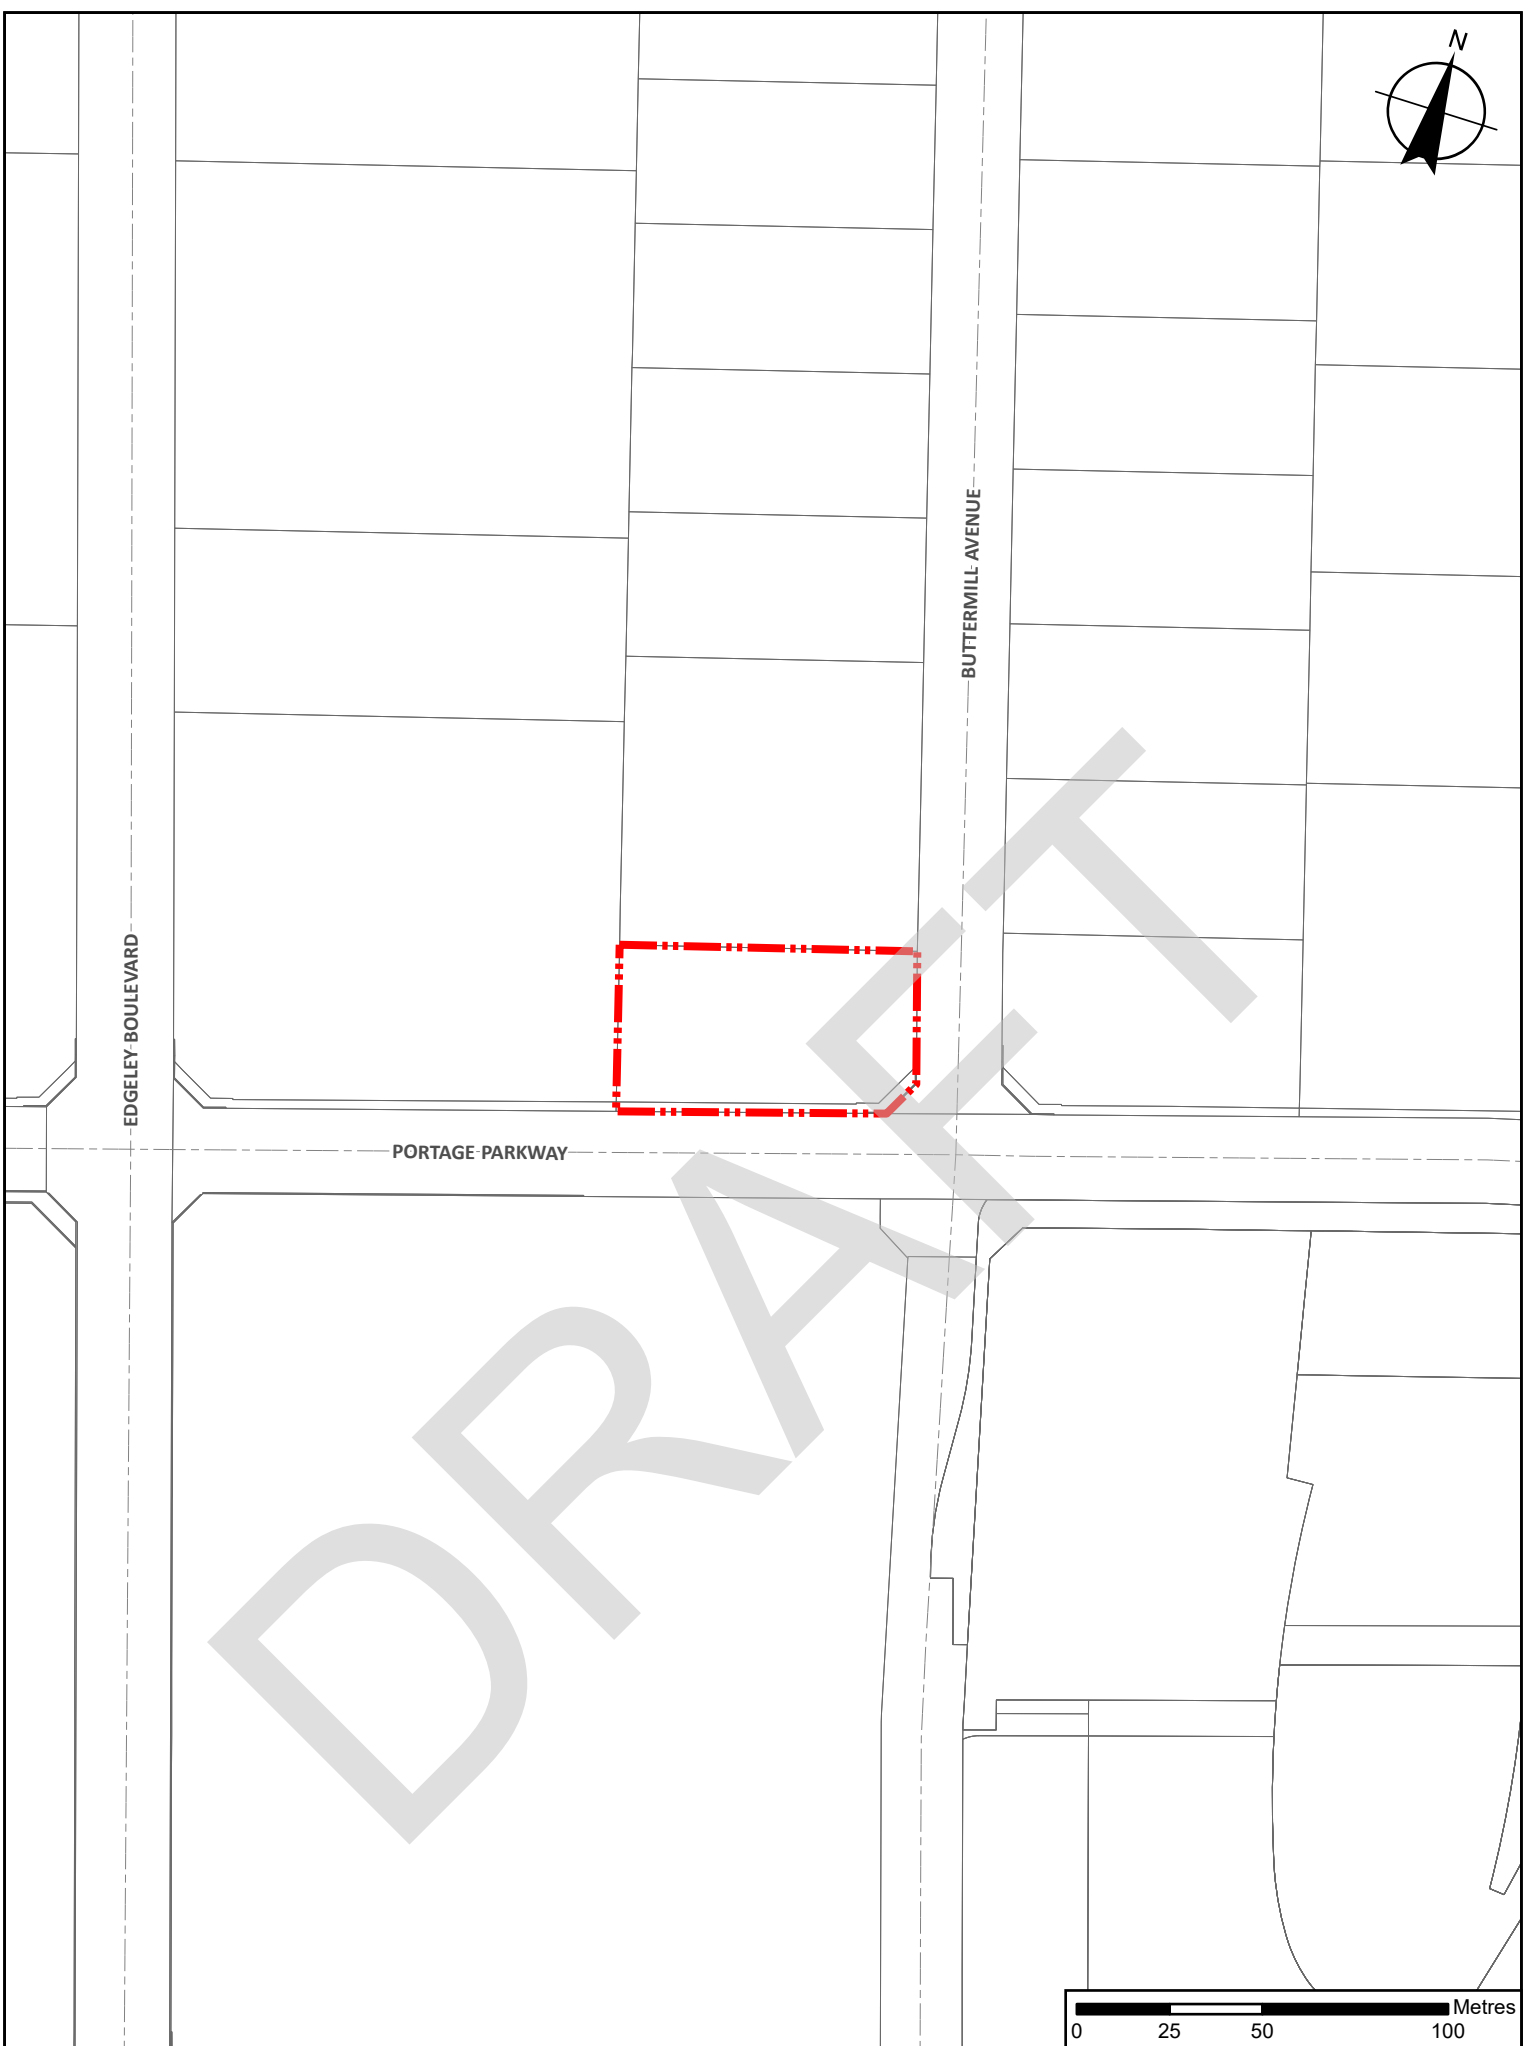 N
BUTTERMILL AVENUE
EDGELEY BOULEVARD
PORTAGE PARKWAY
DRAFT
Metres
0 25 50 100